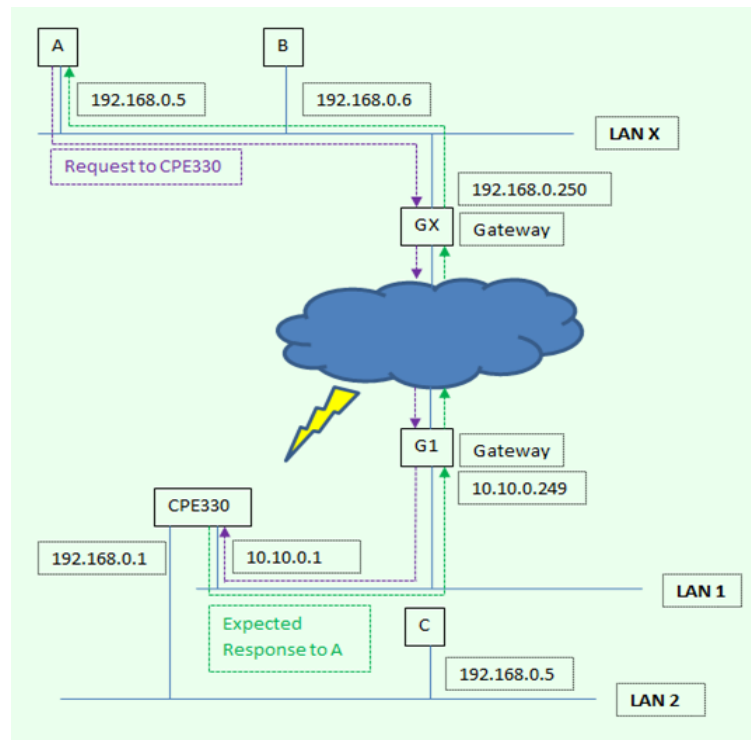 A
B
192.168.0.5
192.168.0.6
LAN X
Request to CPE330
192.168.0.250
GX
Gateway
G1
Gateway
10.10.0.249
CPE330
192.168.0.1
10.10.0.1
LAN 1
Expected
Response to A
C
192.168.0.5
LAN 2